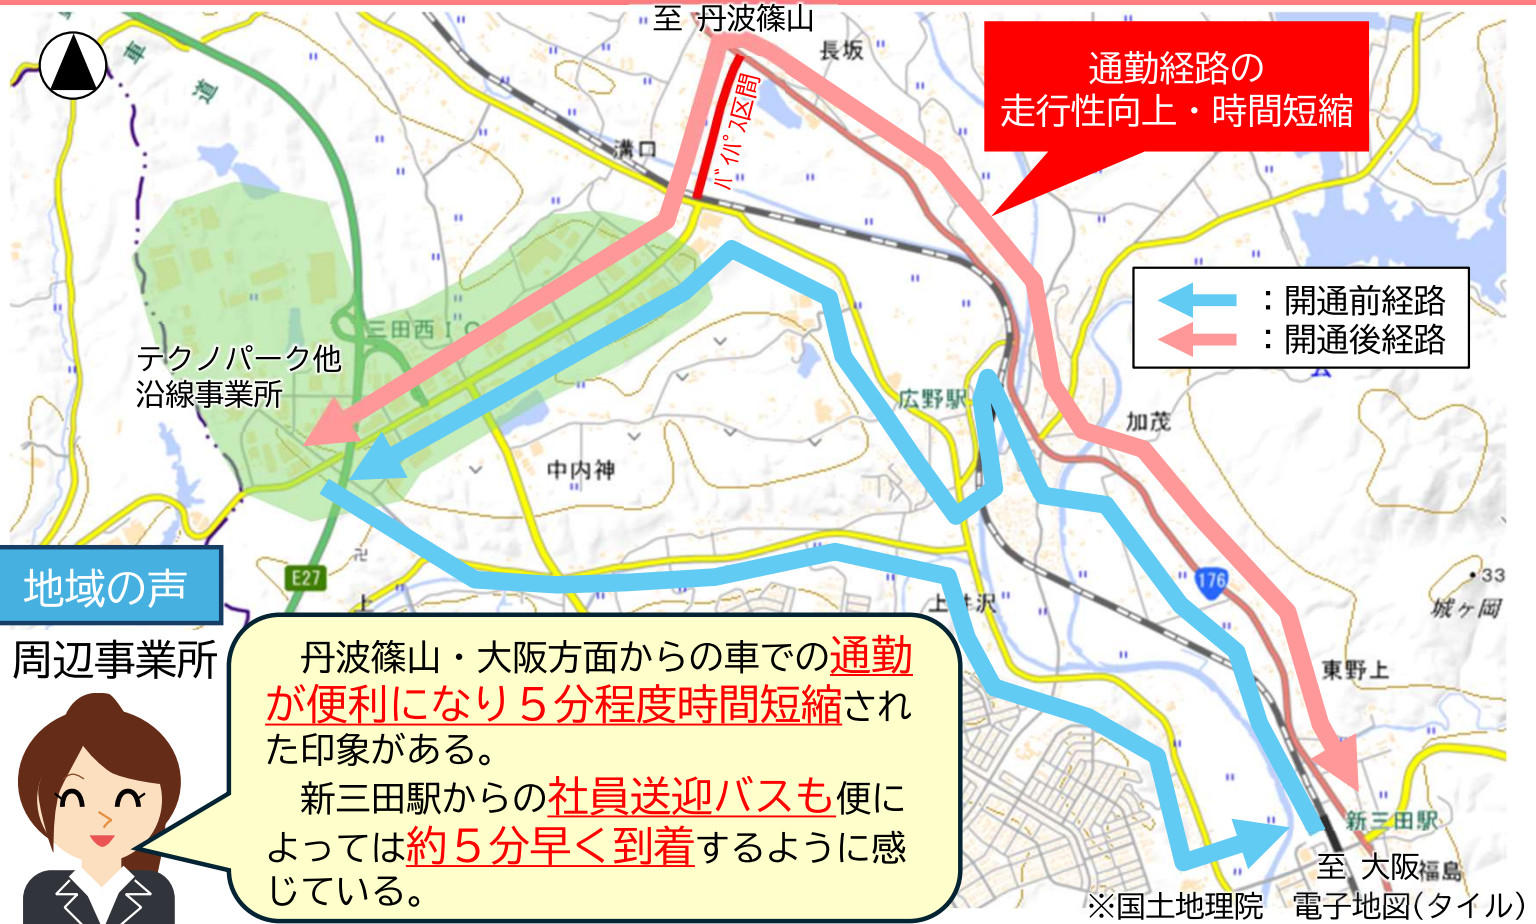 至 丹波篠山
長坂
車
道
通勤経路の
走行性向上・時間短縮
ﾊﾞｲﾊﾟｽ区間
溝口
：開通前経路
：開通後経路
三田西ＩＣ
テクノパーク他
沿線事業所
広野駅
加茂
中内神
176
E27
・33
城ヶ岡
上井沢
上
東野上
地域の声
周辺事業所
丹波篠山・大阪方面からの車での通勤
が便利になり５分程度時間短縮され
た印象がある。
新三田駅からの社員送迎バスも便に
よっては約５分早く到着するように感
じている。
新三田駅
至 大阪
福島
※国土地理院　電子地図(タイル)